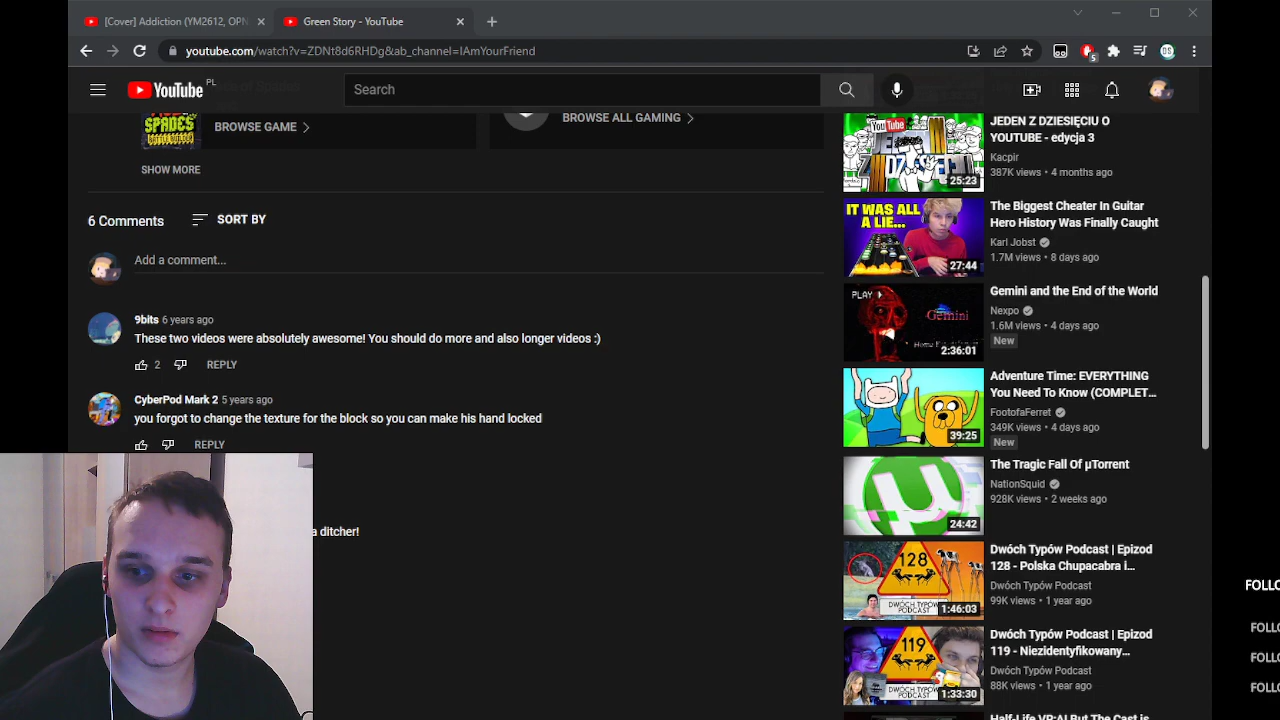 [Cover] Addiction (YM2612, OPN
Green Story - YouTube
youtube.com/watch?v=ZDNt8d6RHDg&ab_channel=IAmYourFriend
5
YouTube PL
Search
SPADES
BROWSE GAME
BROWSE ALL GAMING
SHOW MORE
6 Comments
SORT BY
Add a comment...
9bits 6 years ago
These two videos were absolutely awesome! You should do more and also longer videos :)
2 REPLY
CyberPod Mark 2 5 years ago
you forgot to change the texture for the block so you can make his hand locked
REPLY
a ditcher!
YouTube
25:23
JEDEN Z DZIESIĘCIU O
YOUTUBE - edycja 3
Kacpir
387K views • 4 months ago
IT WAS ALL
A LIE...
27:44
The Biggest Cheater In Guitar
Hero History Was Finally Caught
Karl Jobst
1.7M views • 8 days ago
PLAY
Gemini
2:36:01
Gemini and the End of the World
Nexpo
1.6M views • 4 days ago
New
39:25
Adventure Time: EVERYTHING
You Need To Know (COMPLET...
FootofaFerret
349K views • 4 days ago
New
24:42
The Tragic Fall Of µTorrent
NationSquid
928K views • 2 weeks ago
128
DWÓCH TYPÓW
PODCAST
1:46:03
Dwóch Typów Podcast | Epizod
128 - Polska Chupacabra i...
Dwóch Typów Podcast
99K views • 1 year ago
119
DWÓCH TYPÓW
PODCAST
1:33:30
Dwóch Typów Podcast | Epizod
119 - Niezidentyfikowany...
Dwóch Typów Podcast
88K views • 1 year ago
Half-Life VR:AI But The Cast is
FOLLO
FOLLO
FOLLO
FOLLO